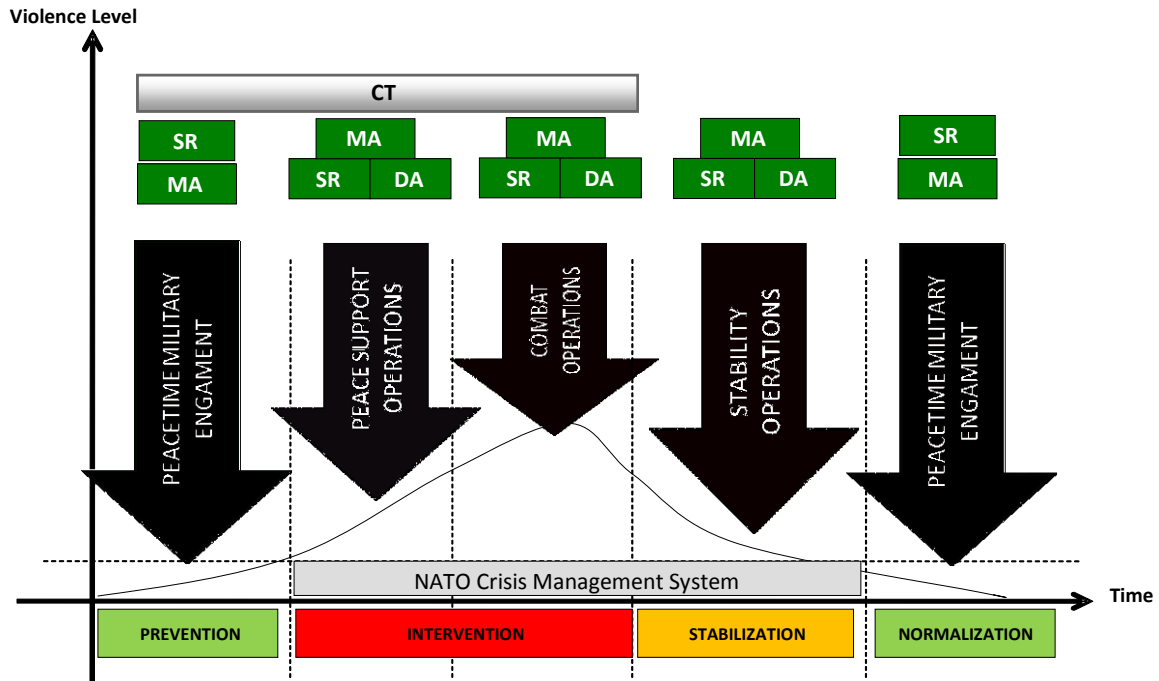 Violence Level
CT
SR
MA
MA
SR
DA
MA
SR
DA
MA
SR
DA
SR
MA
PEACETIME MILITARY
ENGAMENT
PEACE SUPPORT
OPERATIONS
COMBAT
OPERATIONS
STABILITY
OPERATIONS
PEACETIME MILITARY
ENGAMENT
NATO Crisis Management System
Time
PREVENTION
INTERVENTION
STABILIZATION
NORMALIZATION